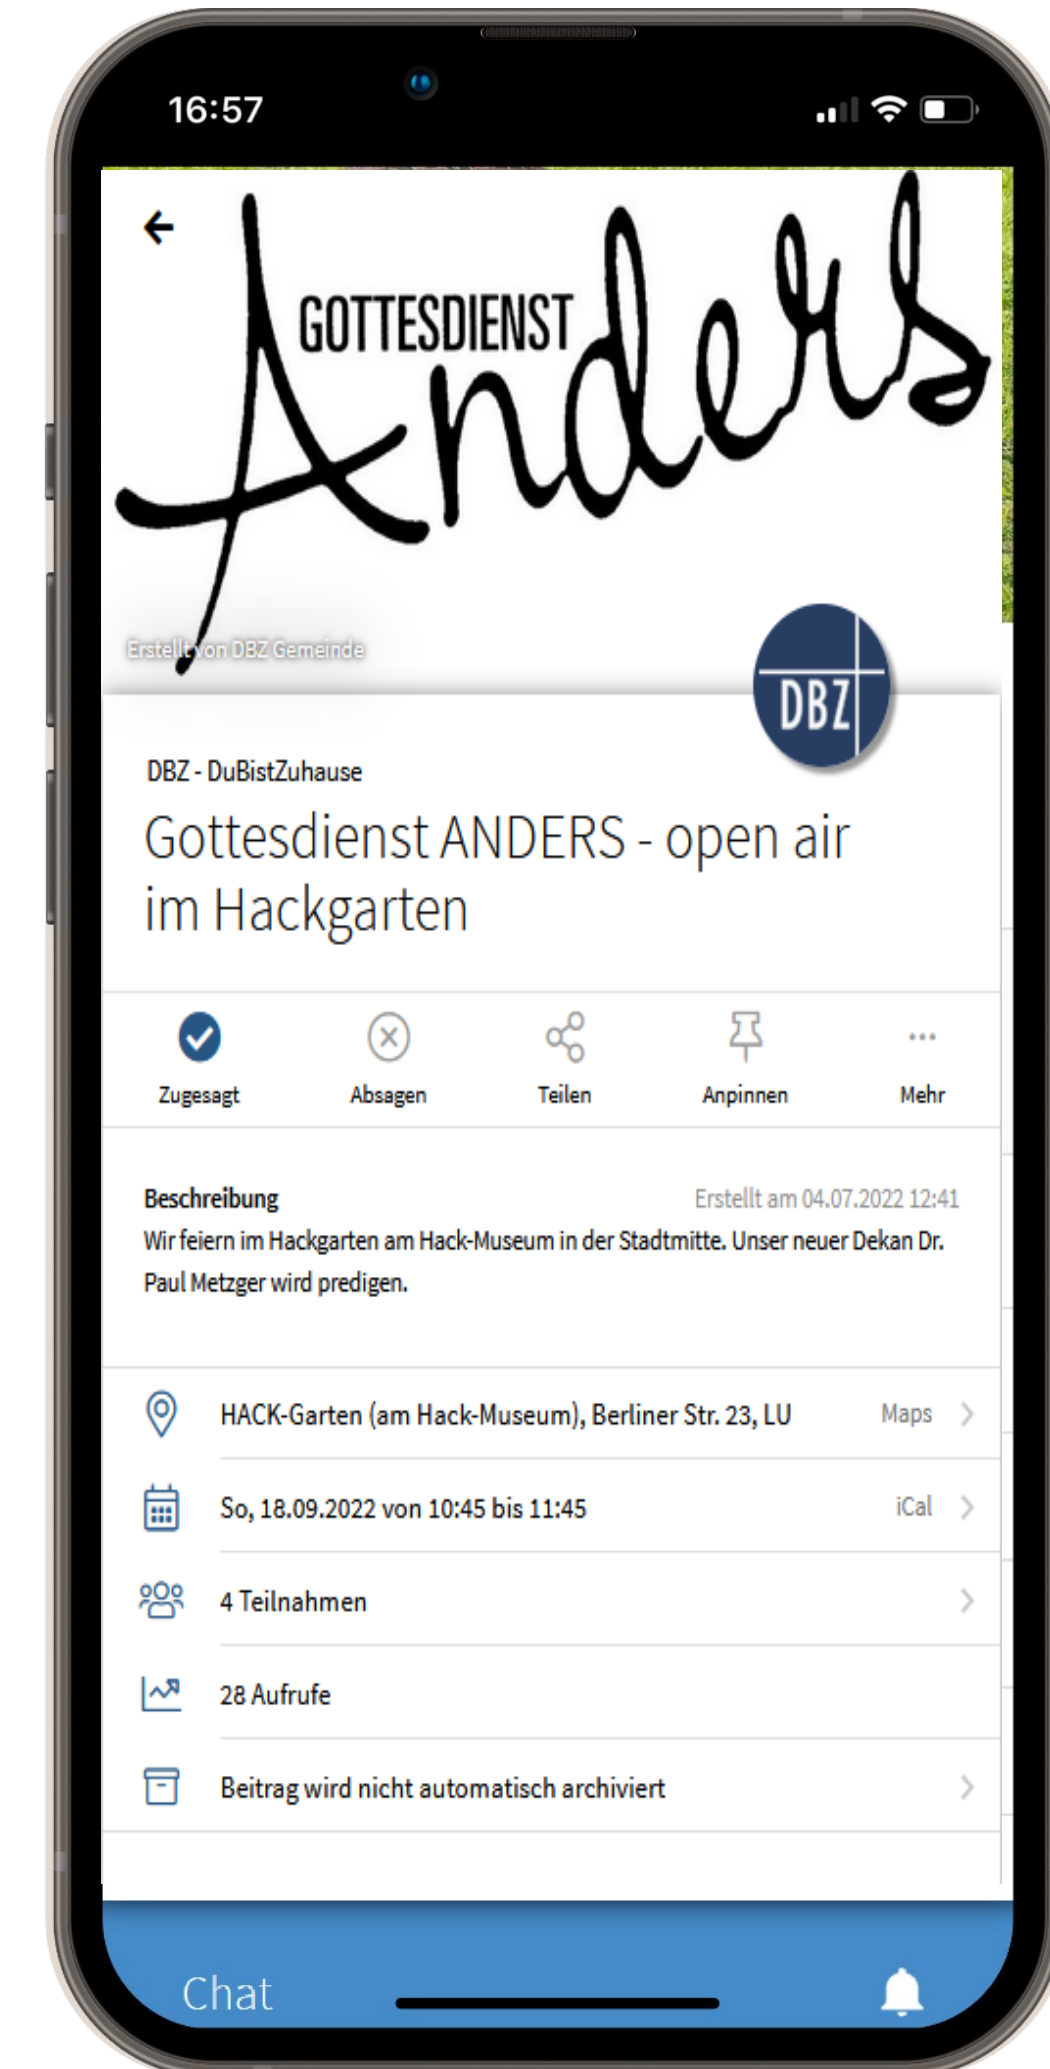 16:57
GOTTESDIENST
Anders
Erstellt von DBZ Gemeinde
DBZ
DBZ - DuBistZuhause
Gottesdienst ANDERS - open air
im Hackgarten
Zugesagt Absagen Teilen Anpinnen Mehr
Beschreibung Erstellt am 04.07.2022 12:41
Wir feiern im Hackgarten am Hack-Museum in der Stadtmitte. Unser neuer Dekan Dr.
Paul Metzger wird predigen.
HACK-Garten (am Hack-Museum), Berliner Str. 23, LU Maps
So, 18.09.2022 von 10:45 bis 11:45 iCal
4 Teilnahmen
28 Aufrufe
Beitrag wird nicht automatisch archiviert
Chat